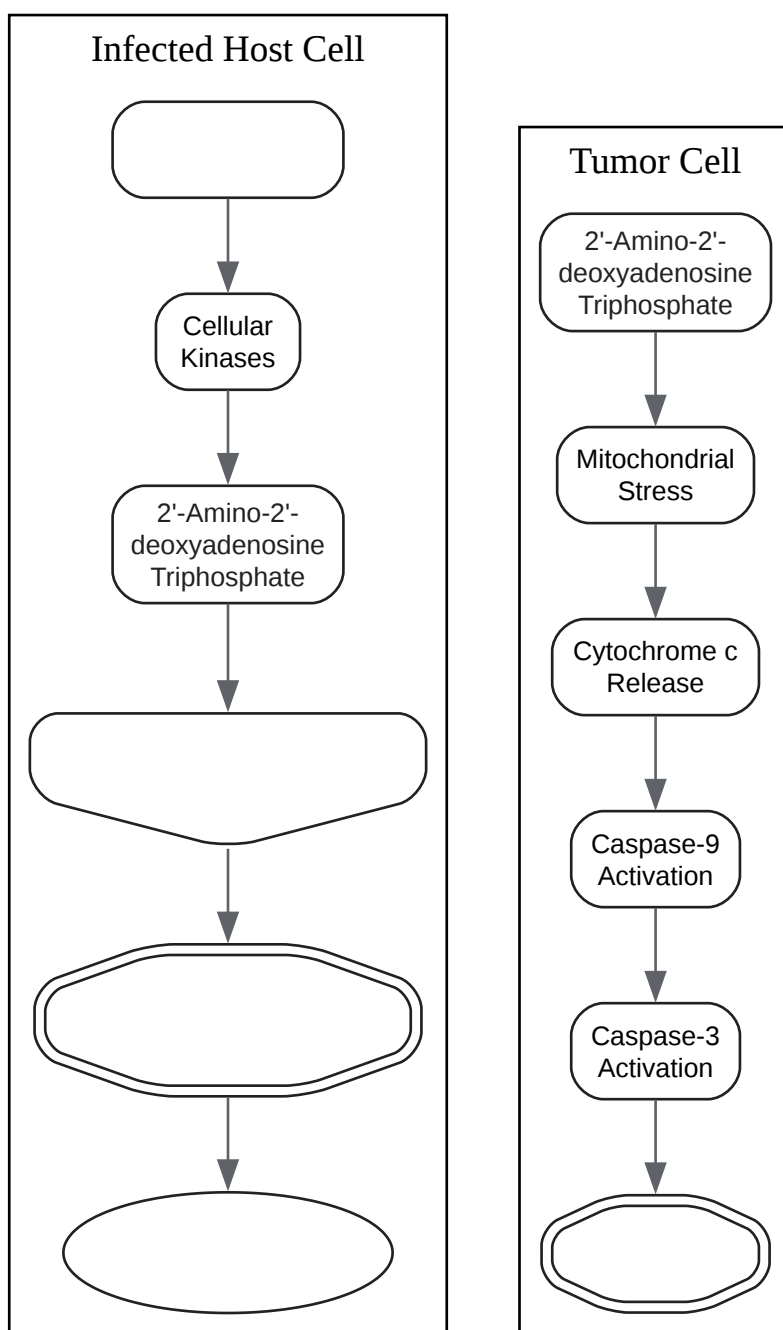 Infected Host Cell
Cellular
Kinases
2'-Amino-2'-
deoxyadenosine
Triphosphate
Tumor Cell
2'-Amino-2'-
deoxyadenosine
Triphosphate
Mitochondrial
Stress
Cytochrome c
Release
Caspase-9
Activation
Caspase-3
Activation